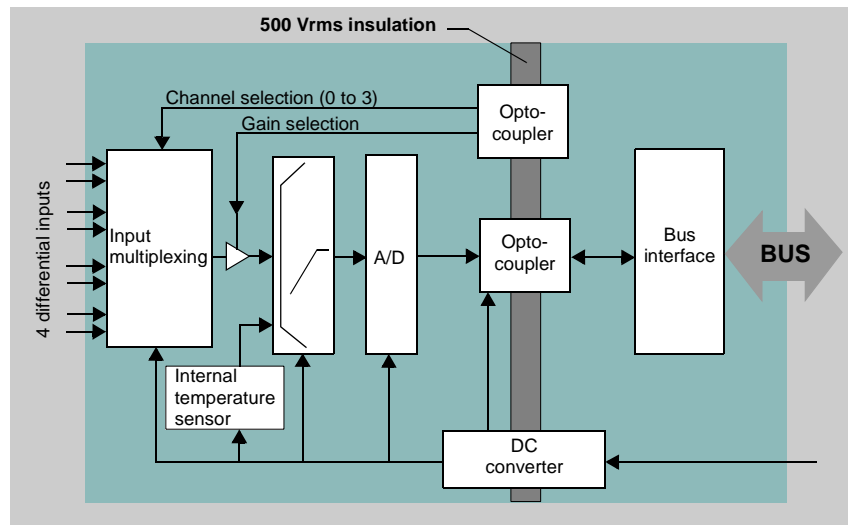 500 Vrms insulation
Channel selection (0 to 3)
Gain selection
Opto-
coupler
4 differential inputs
Input
multiplexing
A/D
Opto-
coupler
Bus
interface
BUS
Internal
temperature
sensor
DC
converter